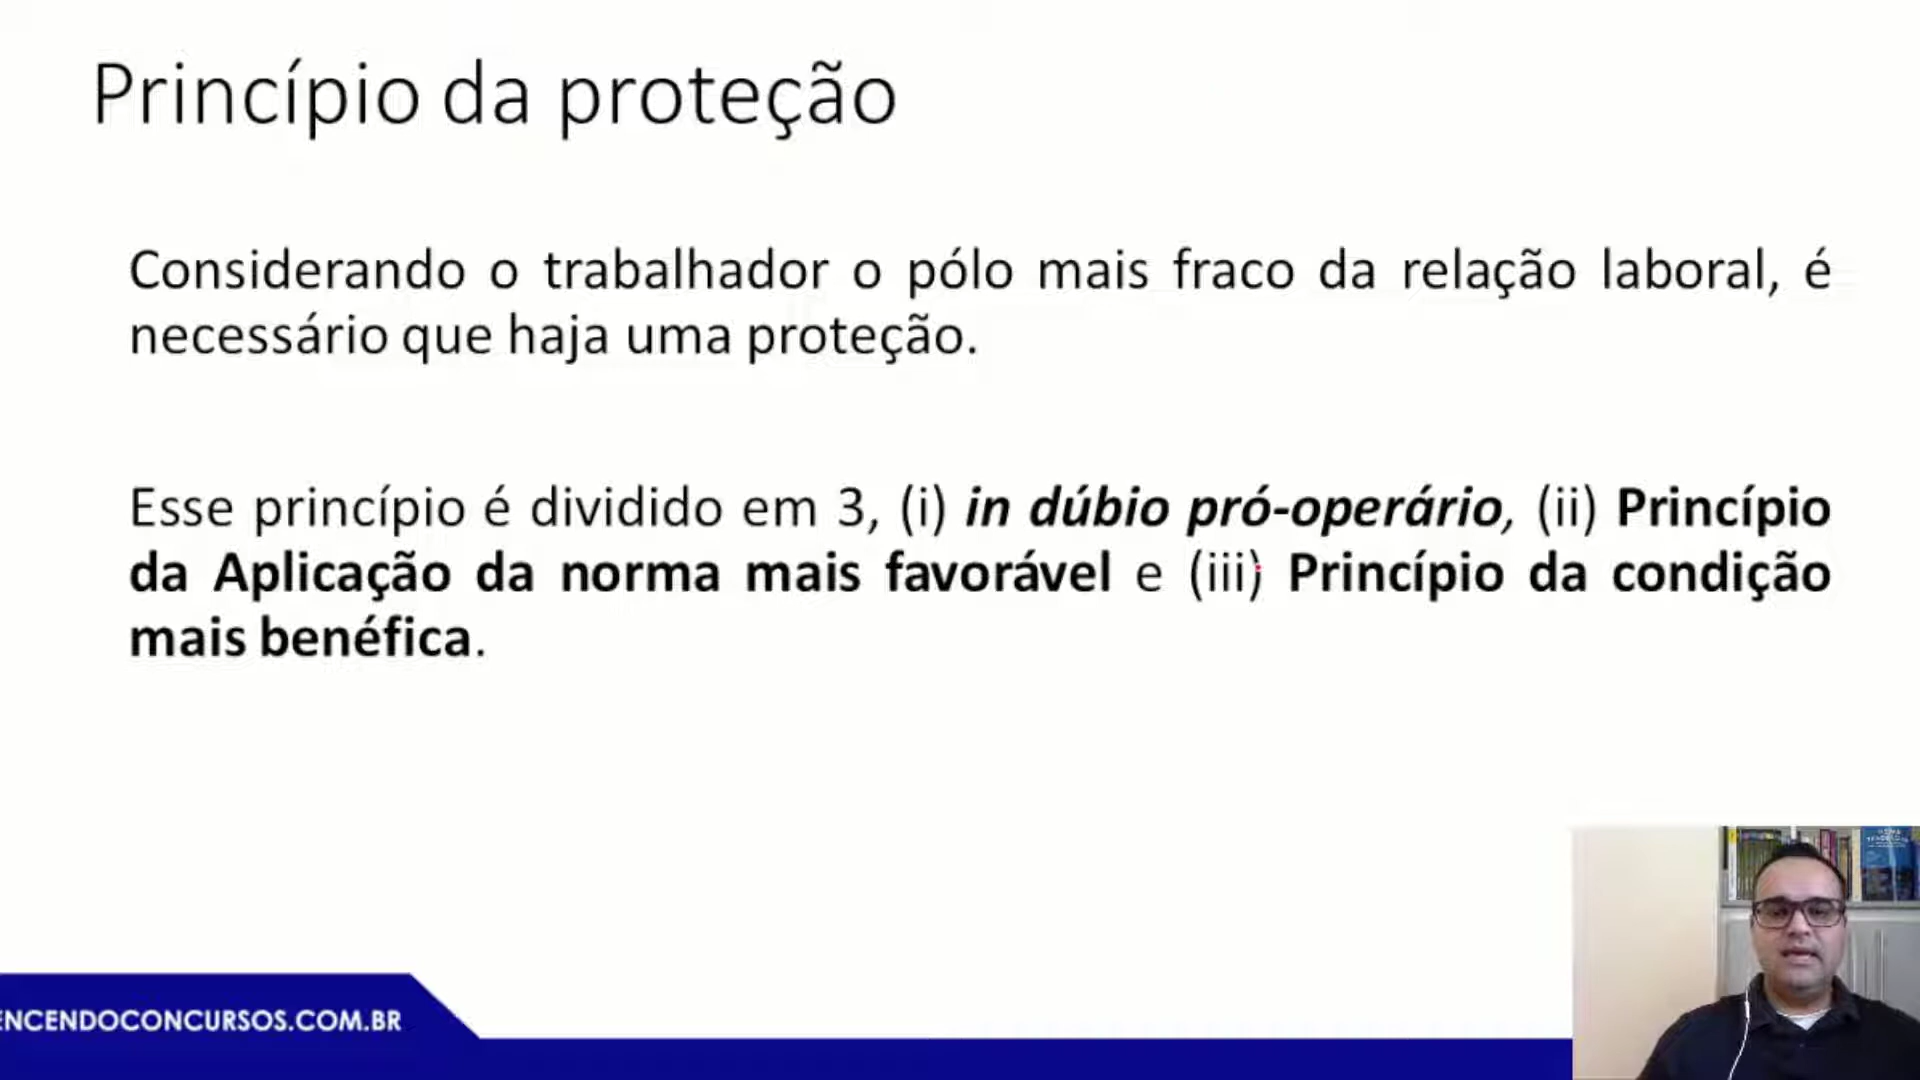 Princípio da proteção
Considerando o trabalhador o pólo mais fraco da relação laboral, é
necessário que haja uma proteção.
Esse princípio é dividido em 3, (i) in dúbio pró-operário, (ii) Princípio
da Aplicação da norma mais favorável e (iii) Princípio da condição
mais benéfica.
ENCENDOCONCURSOS.COM.BR